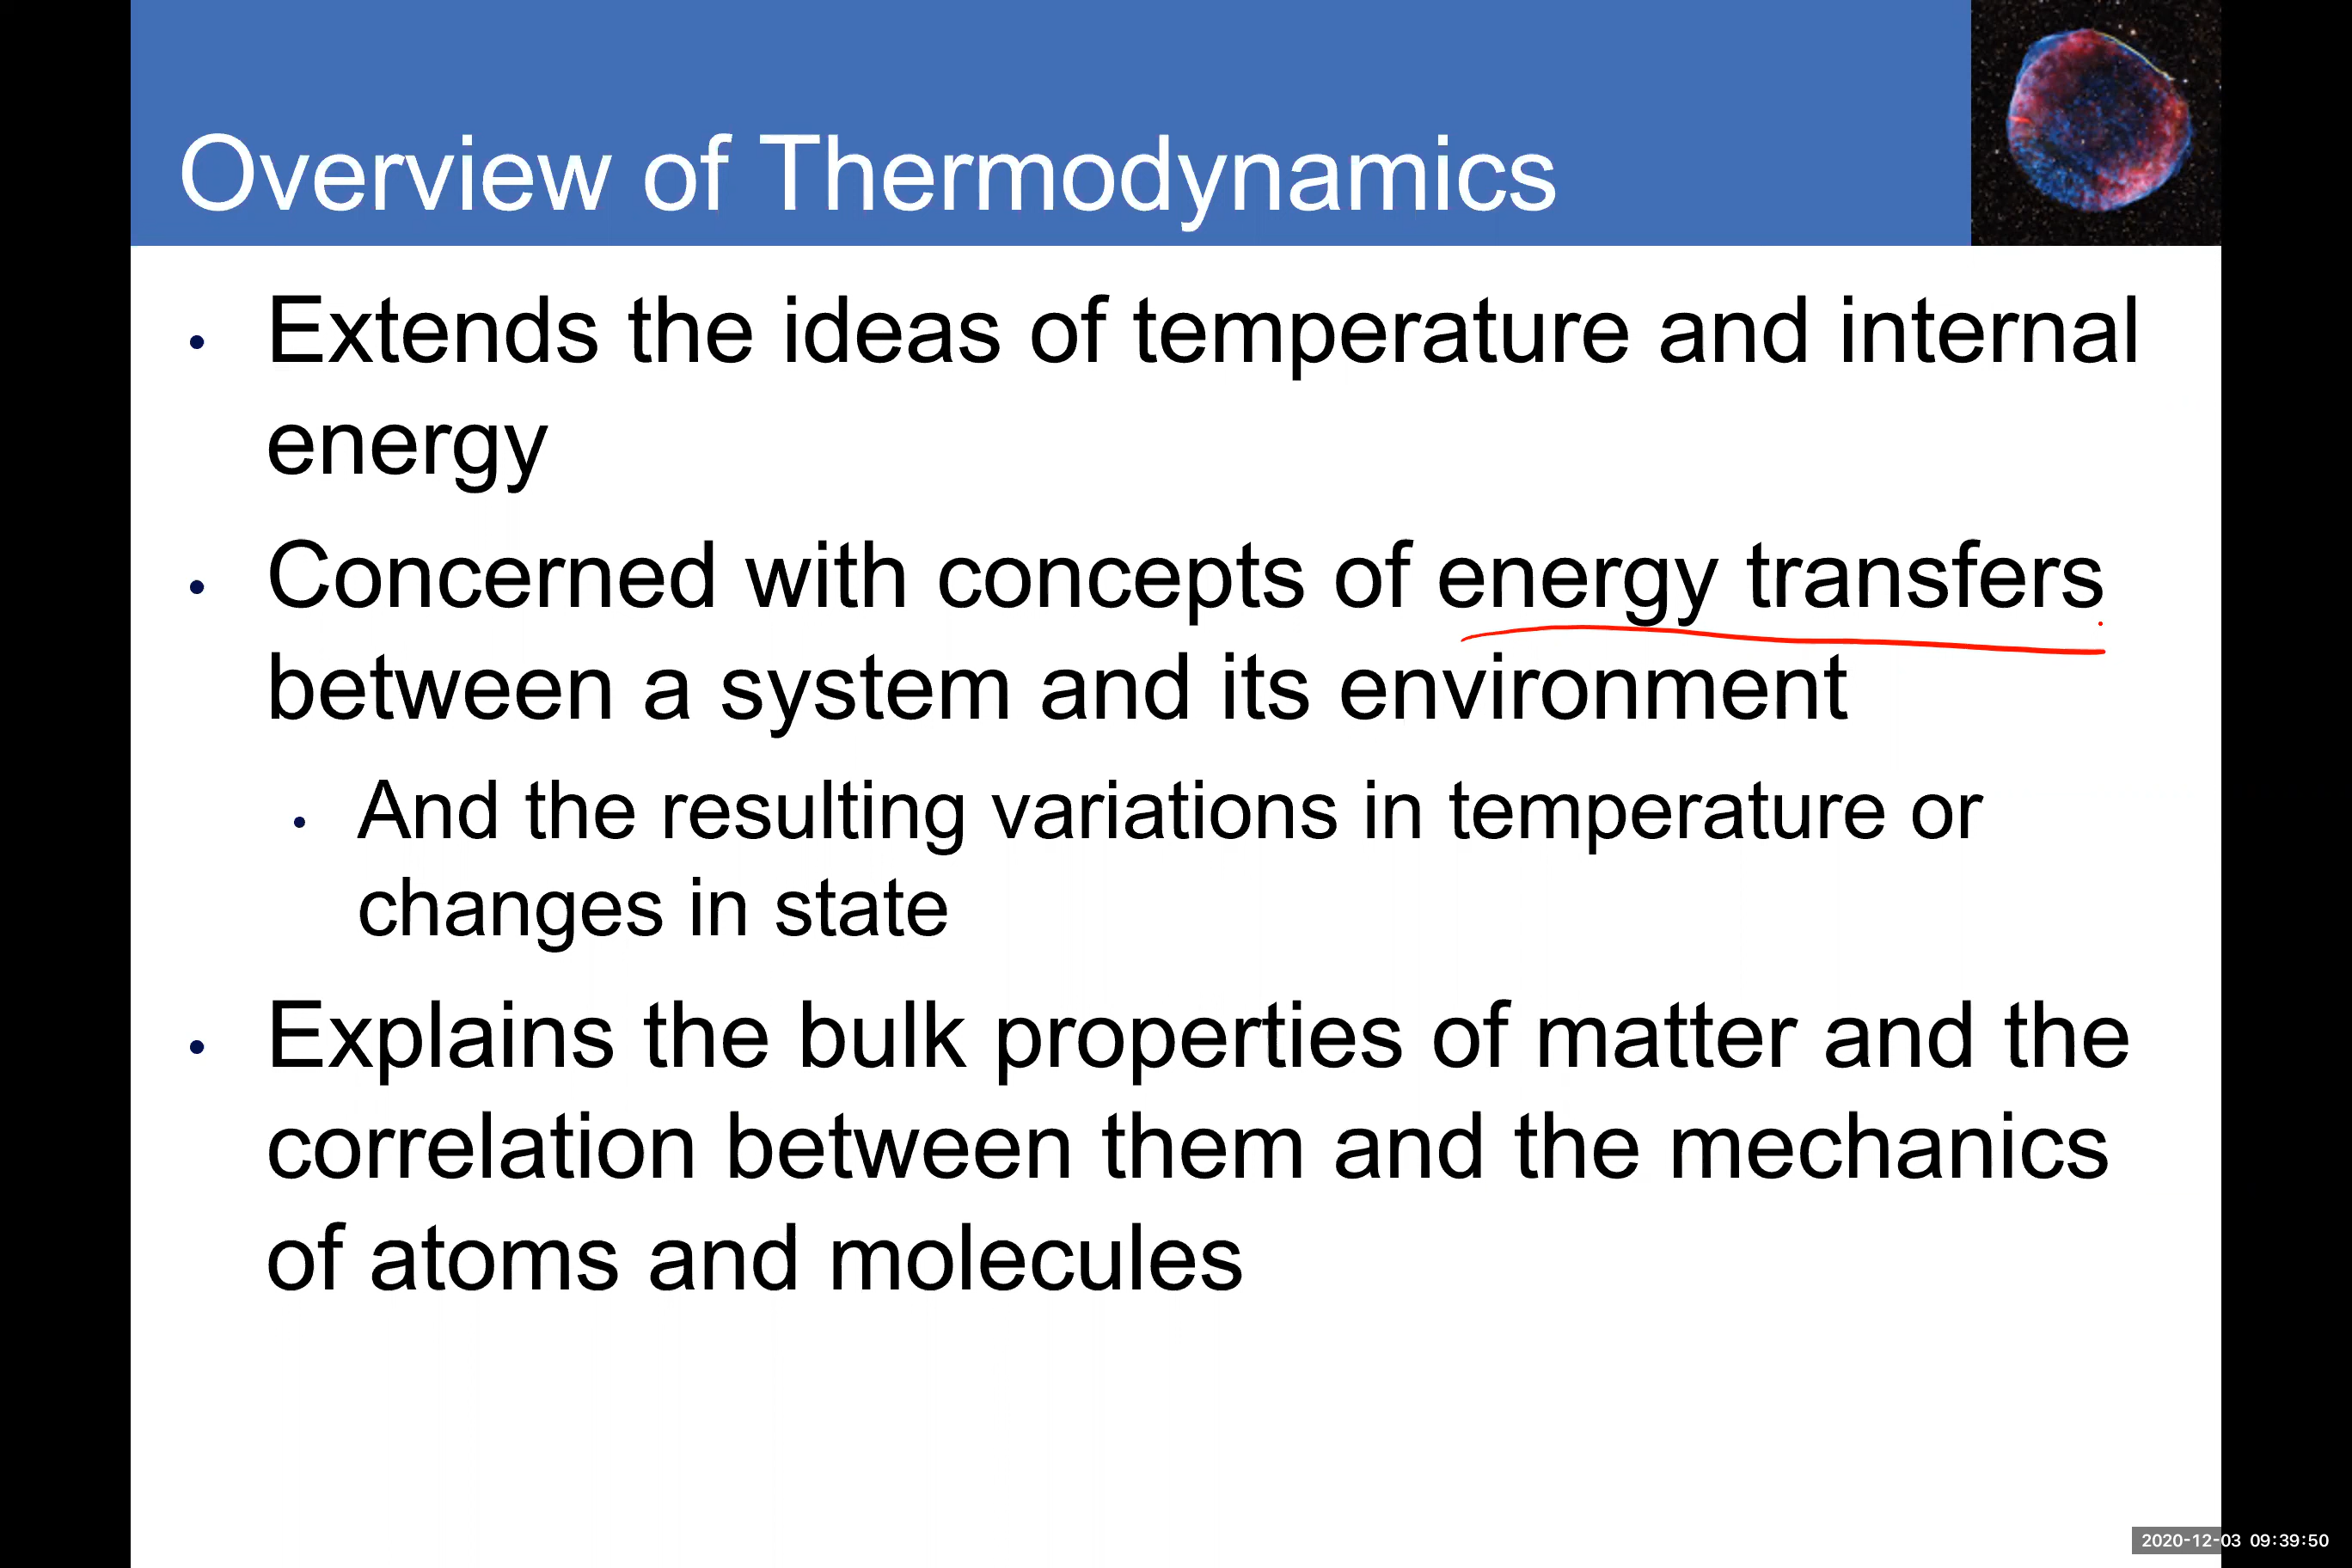 Overview of Thermodynamics
• Extends the ideas of temperature and internal
energy
• Concerned with concepts of energy transfers
between a system and its environment
• And the resulting variations in temperature or
changes in state
• Explains the bulk properties of matter and the
correlation between them and the mechanics
of atoms and molecules
2020-12-03 09:39:50